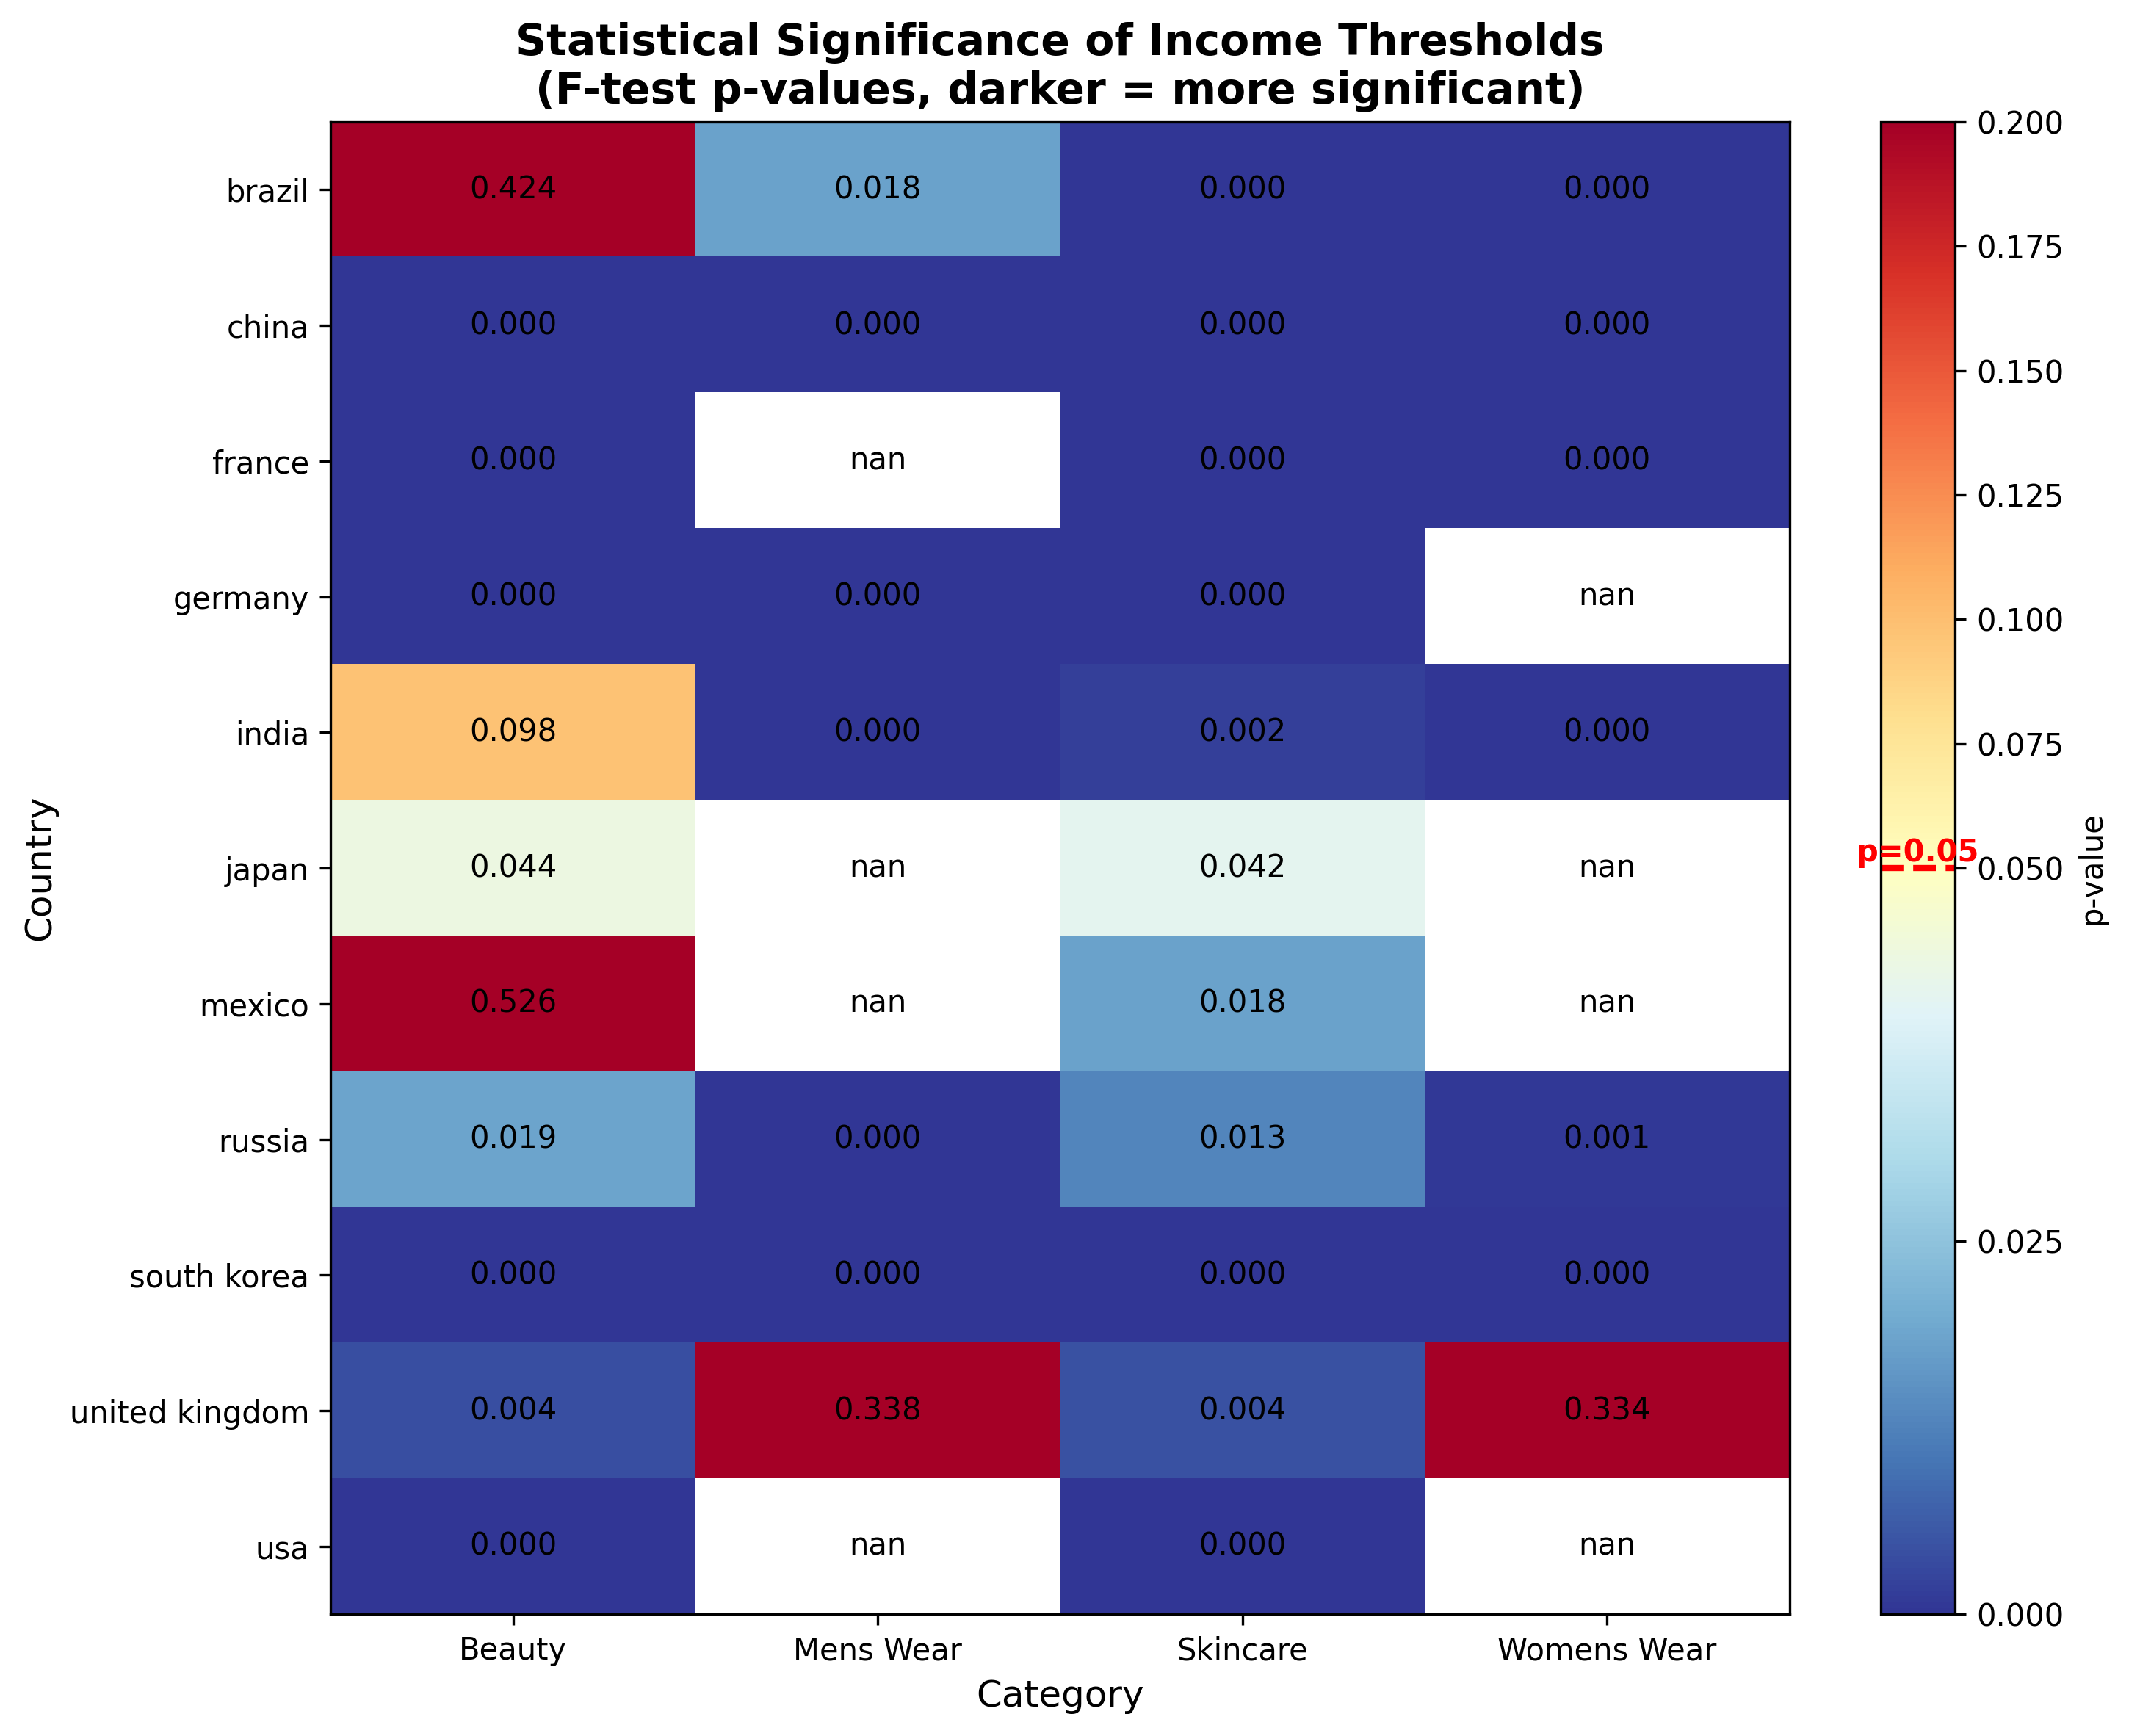 Statistical Significance of Income Thresholds
(F-test p-values, darker = more significant)
Country
brazil 0.424 0.018 0.000 0.000
china 0.000 0.000 0.000 0.000
france 0.000 nan 0.000 0.000
germany 0.000 0.000 0.000 nan
india 0.098 0.000 0.002 0.000
japan 0.044 nan 0.042 nan
mexico 0.526 nan 0.018 nan
russia 0.019 0.000 0.013 0.001
south korea 0.000 0.000 0.000 0.000
united kingdom 0.004 0.338 0.004 0.334
usa 0.000 nan 0.000 nan
Beauty Mens Wear Skincare Womens Wear
Category
0.200
0.175
0.150
0.125
0.100
0.075
p=0.05
0.050
0.025
0.000
p-value